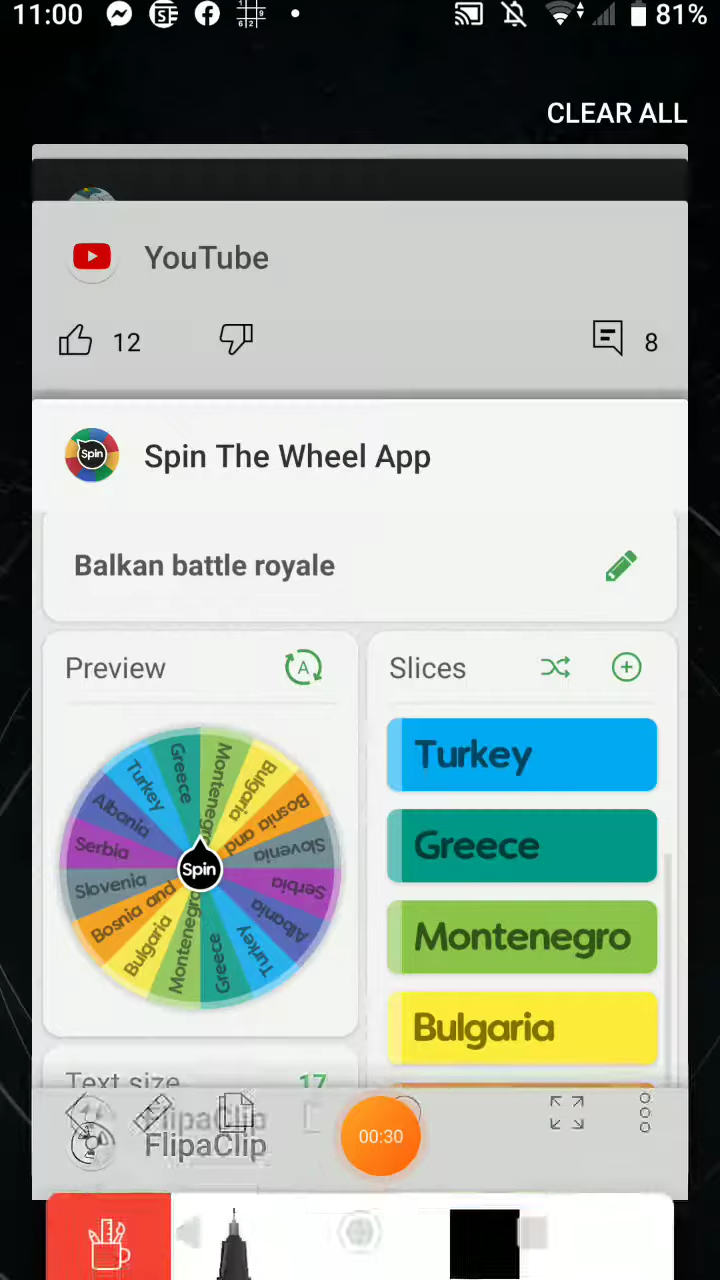 11:00 81%
CLEAR ALL
YouTube
12 8
Spin
Spin The Wheel App
Balkan battle royale
Preview
A
Slices
Turkey
Greece
Montenegro
Bulgaria
Greece
Montenegro
Bulgaria
Bosnia and
Slovenia
Serbia
Albania
Turkey
Greece
Montenegro
Bulgaria
Bosnia and
Slovenia
Serbia
Albania
Turkey
Spin
Text size 17
FlipaClip
FlipaClip
00:30